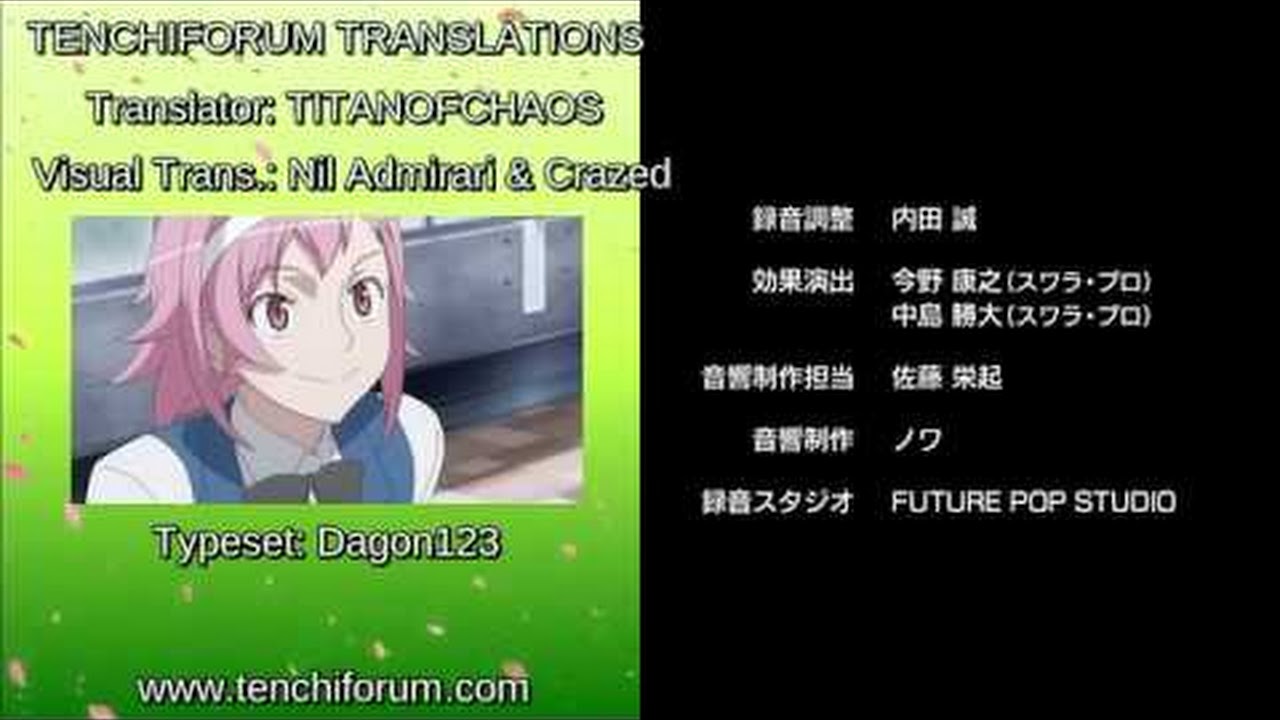 TENCHIFORUM TRANSLATIONS
Translator: TITANOFCHAOS
Visual Trans.: Nil Admirari & Crazed
Typeset: Dagon123
www.tenchiforum.com
録音調整 内田 誠
効果演出 今野 康之(スワラ・プロ)
中島 勝大(スワラ・プロ)
音響制作担当 佐藤 栄起
音響制作 ノワ
録音スタジオ FUTURE POP STUDIO